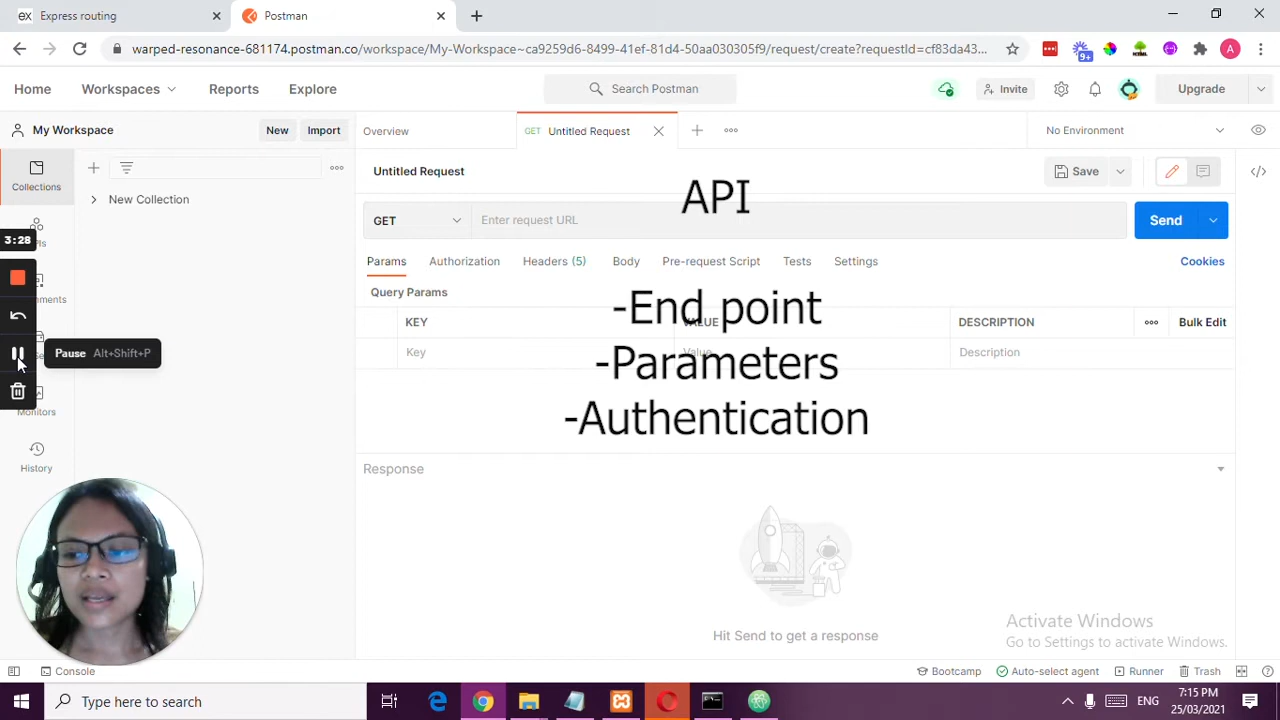 Express routing
Postman
warped-resonance-681174.postman.co/workspace/My-Workspace~ca9259d6-8499-41ef-81d4-50aa030305f9/request/create?requestId=cf83da43...
9+
A
Home
Workspaces
Reports
Explore
Search Postman
Invite
Upgrade
My Workspace
New
Import
Overview
GET Untitled Request
No Environment
Collections
New Collection
Untitled Request
Save
API
GET
Enter request URL
Send
3:28
Params
Authorization
Headers (5)
Body
Pre-request Script
Tests
Settings
Cookies
Query Params
-End point
KEY
VALUE
DESCRIPTION
Bulk Edit
Key
Value
Description
Pause Alt+Shift+P
-Parameters
-Authentication
Monitors
History
Response
Hit Send to get a response
Activate Windows
Go to Settings to activate Windows.
Console
Bootcamp
Auto-select agent
Runner
Trash
Type here to search
ENG
7:15 PM
25/03/2021